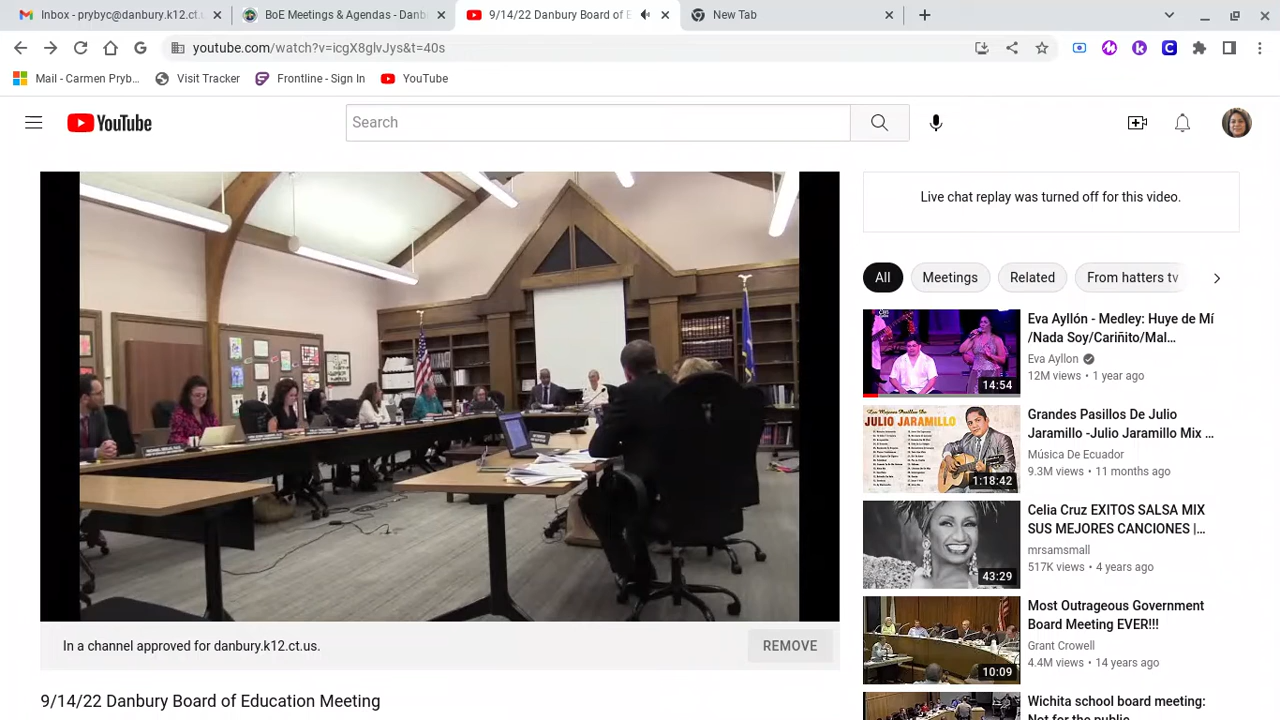 Inbox - prybyc@danbury.k12.ct.u
BoE Meetings & Agendas - Danb
9/14/22 Danbury Board of E
New Tab
youtube.com/watch?v=icgX8glvJys&t=40s
Mail - Carmen Pryb...
Visit Tracker
Frontline - Sign In
YouTube
YouTube
Search
Live chat replay was turned off for this video.
All
Meetings
Related
From hatters tv
Eva Ayllón - Medley: Huye de Mí
/Nada Soy/Cariñito/Mal...
Eva Ayllon
12M views • 1 year ago
14:54
JULIO JARAMILLO
Grandes Pasillos De Julio
Jaramillo -Julio Jaramillo Mix ...
Música De Ecuador
9.3M views • 11 months ago
1:18:42
Celia Cruz EXITOS SALSA MIX
SUS MEJORES CANCIONES |...
mrsamsmall
517K views • 4 years ago
43:29
Most Outrageous Government
Board Meeting EVER!!!
Grant Crowell
4.4M views • 14 years ago
10:09
Wichita school board meeting:
Not for the public
In a channel approved for danbury.k12.ct.us.
REMOVE
9/14/22 Danbury Board of Education Meeting